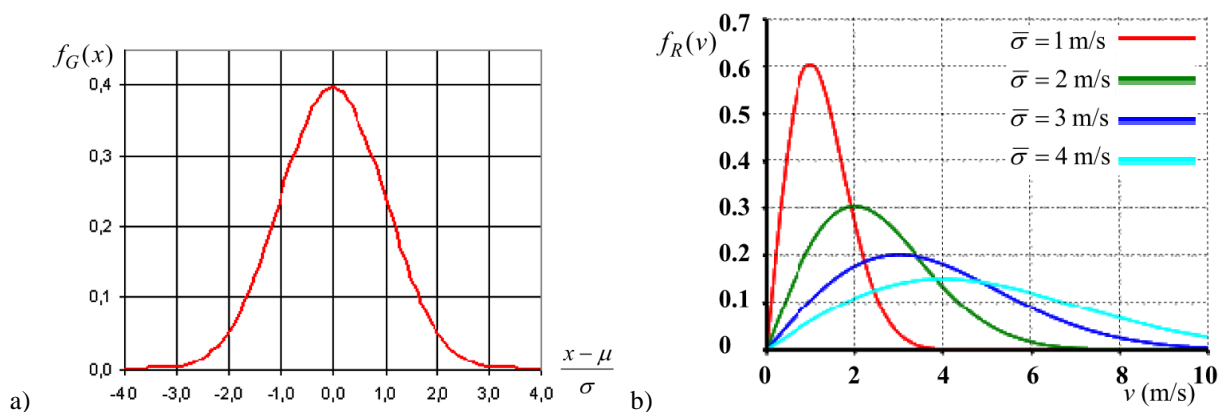 f_G(x)
0,4
0,3
0,2
0,1
0,0
-4 0 -3,0 -2,0 -1,0 0,0 1,0 2,0 3,0 4,0
x − μ
σ
a)
f_R(v)
0.7
0.6
0.5
0.4
0.3
0.2
0.1
0
σ̅ = 1 m/s
σ̅ = 2 m/s
σ̅ = 3 m/s
σ̅ = 4 m/s
0 2 4 6 8 10
v (m/s)
b)